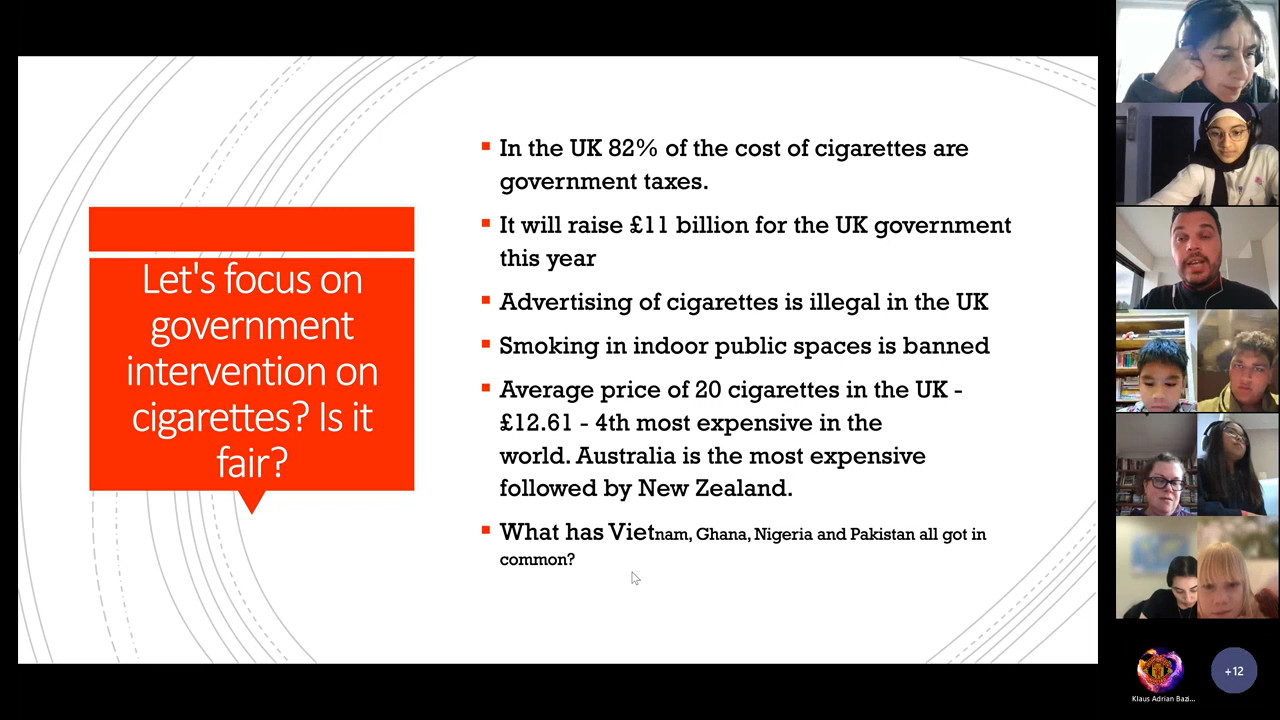 Let's focus on
government
intervention on
cigarettes? Is it
fair?
In the UK 82% of the cost of cigarettes are
government taxes.
It will raise £11 billion for the UK government
this year
Advertising of cigarettes is illegal in the UK
Smoking in indoor public spaces is banned
Average price of 20 cigarettes in the UK -
£12.61 - 4th most expensive in the
world. Australia is the most expensive
followed by New Zealand.
What has Vietnam, Ghana, Nigeria and Pakistan all got in
common?
+12
Klaus Adrian Bazi...